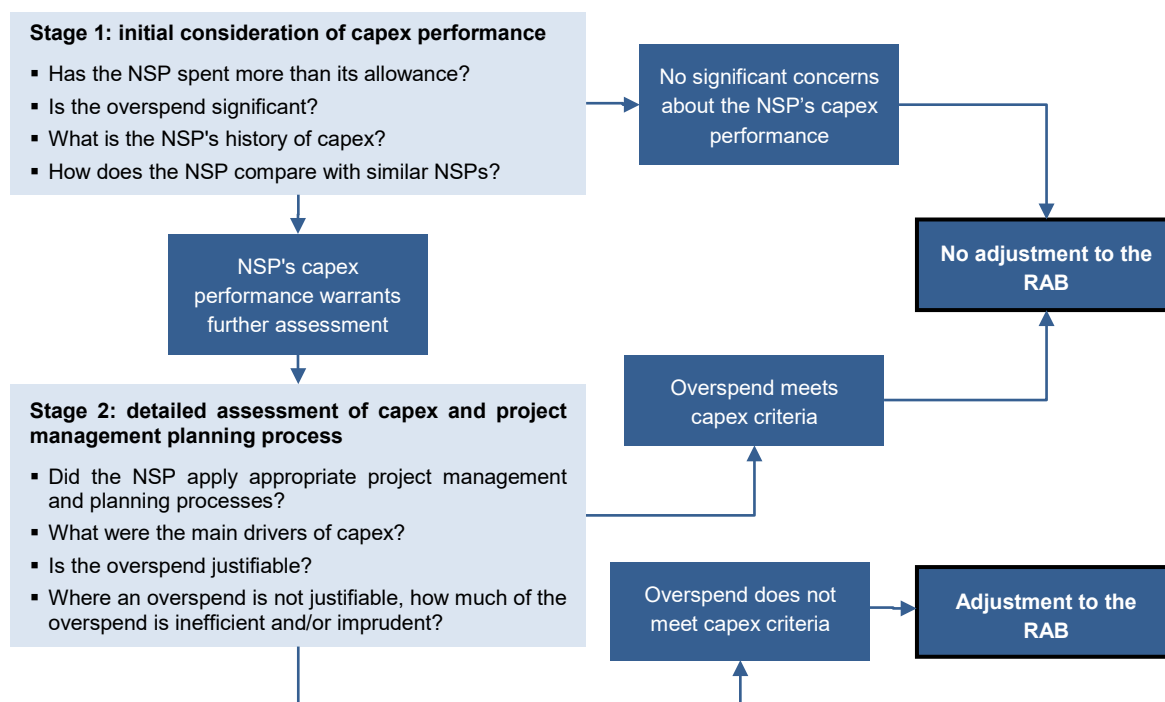 Stage 1: initial consideration of capex performance
▪ Has the NSP spent more than its allowance?
▪ Is the overspend significant?
▪ What is the NSP's history of capex?
▪ How does the NSP compare with similar NSPs?
No significant concerns
about the NSP’s capex
performance
No adjustment to the
RAB
NSP's capex
performance warrants
further assessment
Stage 2: detailed assessment of capex and project
management planning process
▪ Did the NSP apply appropriate project management
and planning processes?
▪ What were the main drivers of capex?
▪ Is the overspend justifiable?
▪ Where an overspend is not justifiable, how much of the
overspend is inefficient and/or imprudent?
Overspend meets
capex criteria
Overspend does not
meet capex criteria
Adjustment to the
RAB